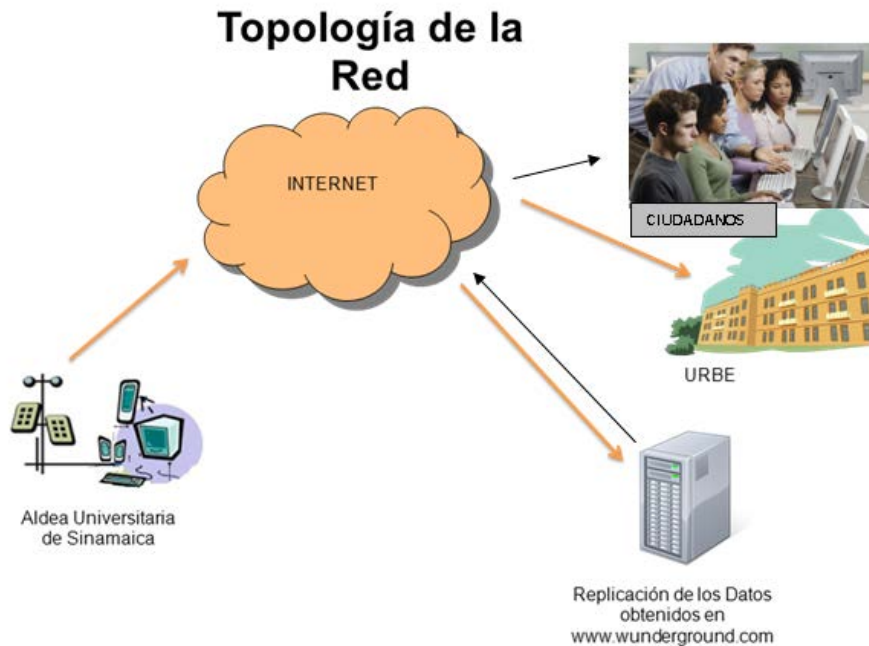 Topología de la
Red
INTERNET
CIUDADANOS
URBE
Aldea Universitaria
de Sinamaica
Replicación de los Datos
obtenidos en
www.wunderground.com